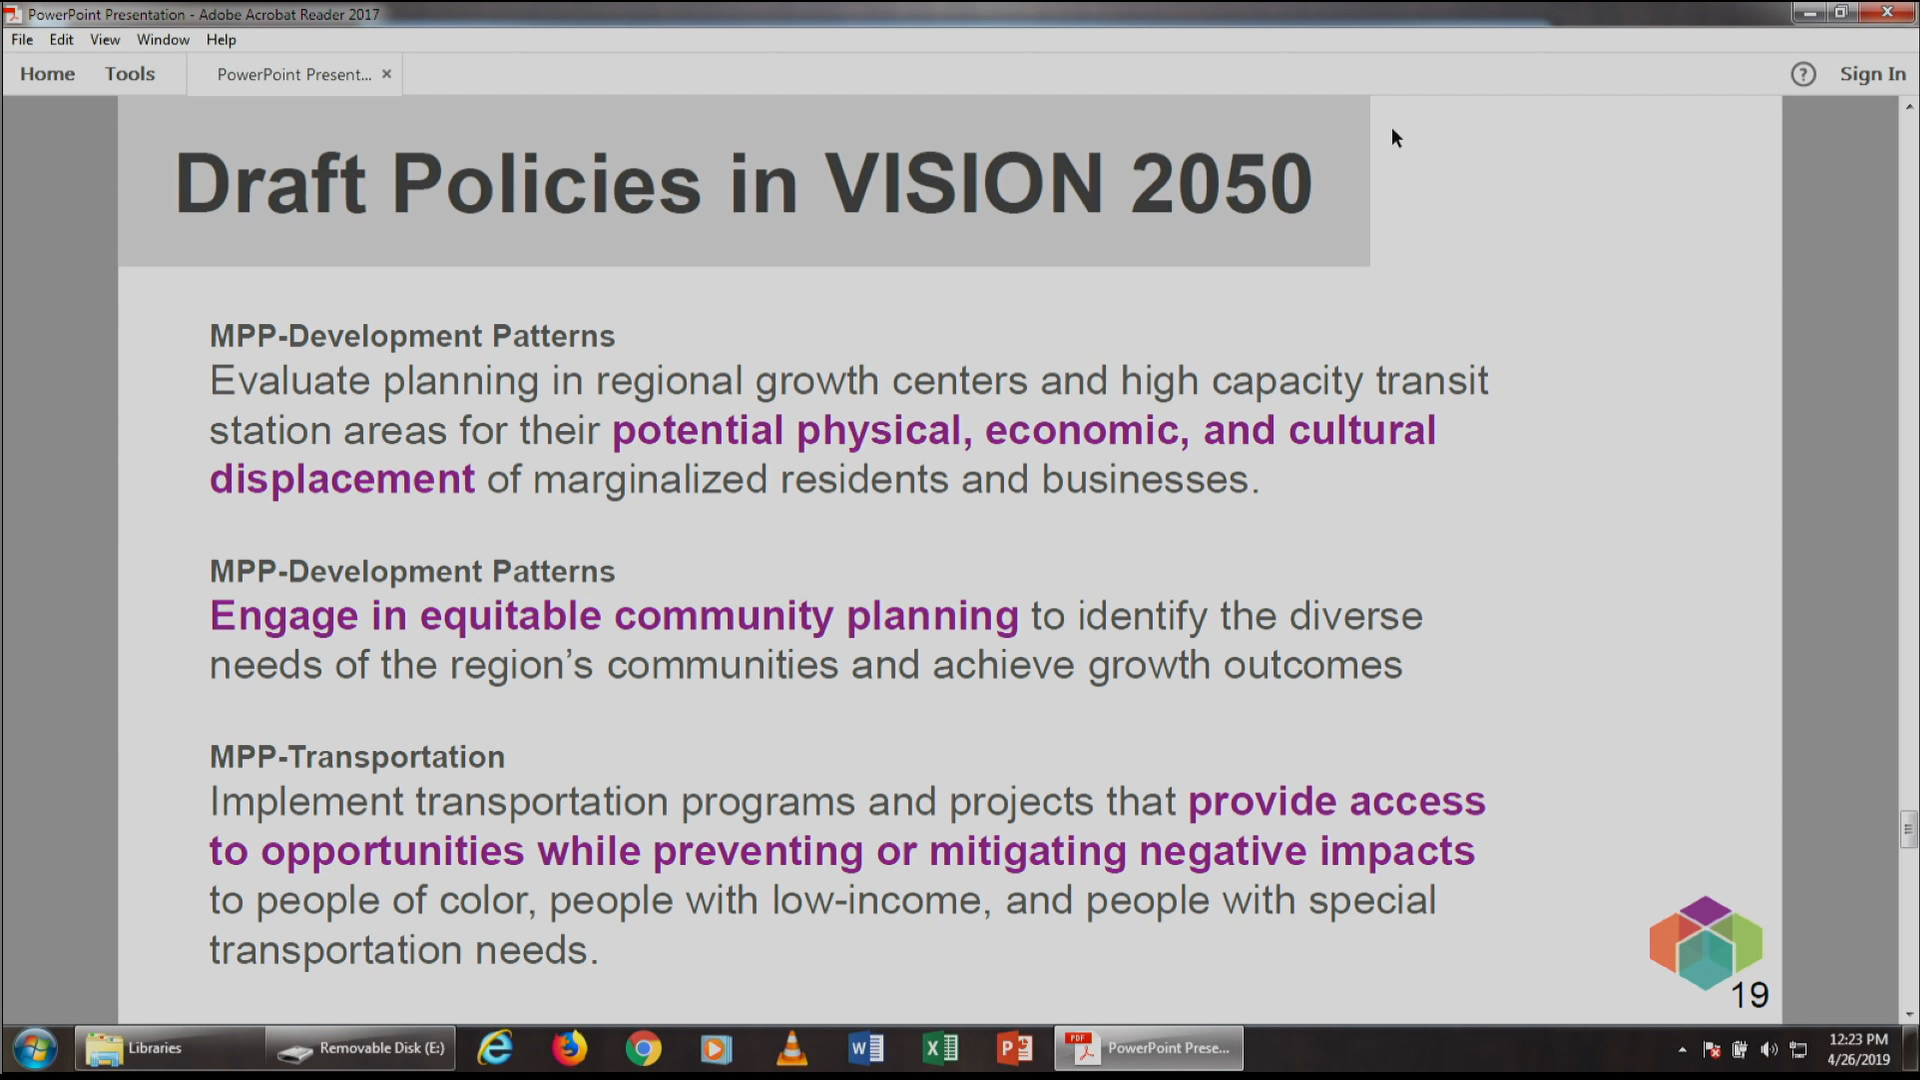 PowerPoint Presentation - Adobe Acrobat Reader 2017
File Edit View Window Help
Home Tools PowerPoint Present... × ? Sign In
Draft Policies in VISION 2050
MPP-Development Patterns
Evaluate planning in regional growth centers and high capacity transit
station areas for their potential physical, economic, and cultural
displacement of marginalized residents and businesses.
MPP-Development Patterns
Engage in equitable community planning to identify the diverse
needs of the region’s communities and achieve growth outcomes
MPP-Transportation
Implement transportation programs and projects that provide access
to opportunities while preventing or mitigating negative impacts
to people of color, people with low-income, and people with special
transportation needs.
19
Libraries Removable Disk (E:) PDF PowerPoint Prese...
12:23 PM
4/26/2019